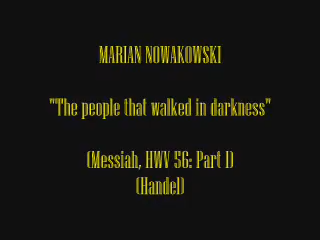 MARIAN NOWAKOWSKI
"The people that walked in darkness"
(Messiah, HWV 56: Part I)
(Handel)